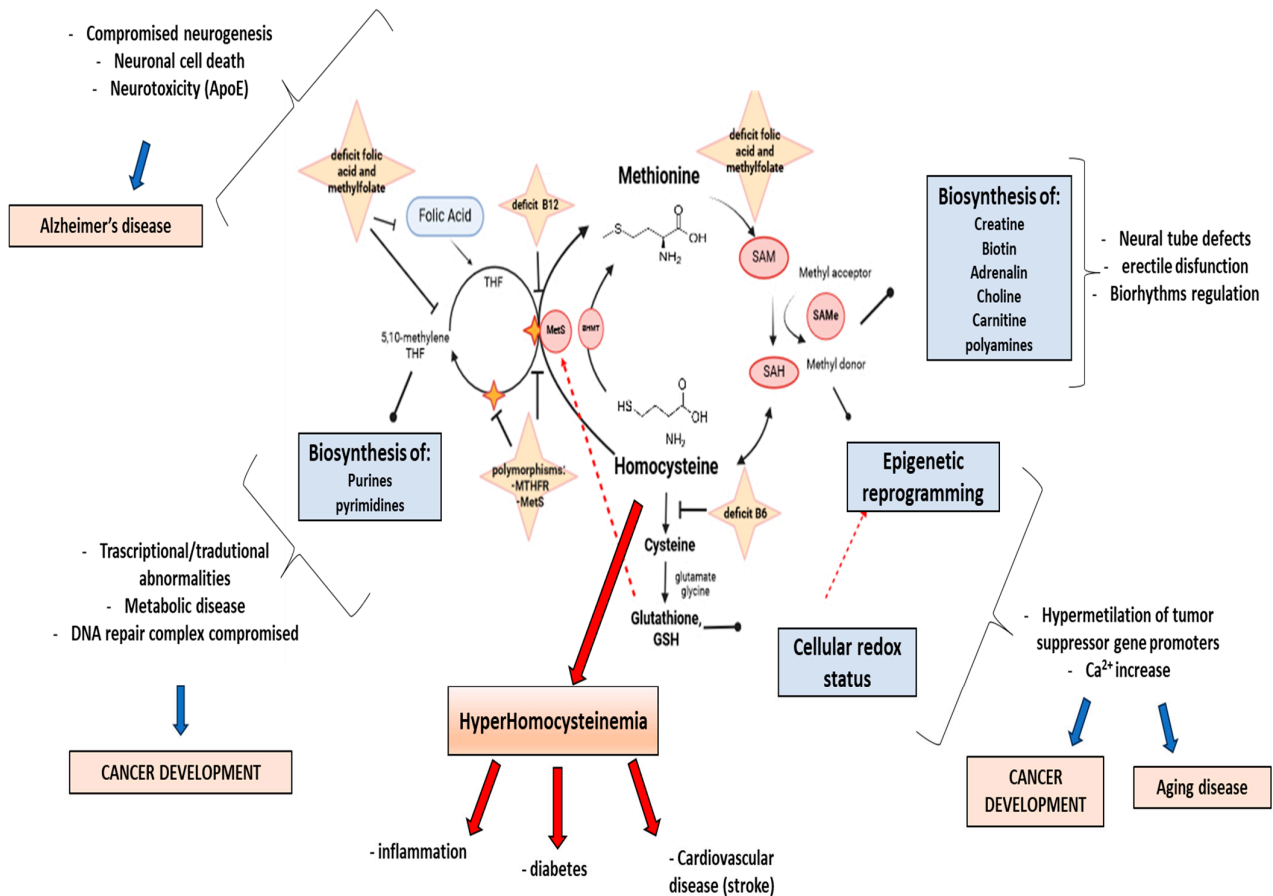 - Compromised neurogenesis
- Neuronal cell death
- Neurotoxicity (ApoE)
Alzheimer's disease
deficit folic
acid and
methylfolate
Folic Acid
deficit B12
THF
5,10-methylene
THF
Biosynthesis of:
Purines
pyrimidines
polymorphisms:
-MTHFR
-MetS
MetS
BHMT
Methionine
S
O
OH
NH₂
HS
O
OH
NH₂
Homocysteine
deficit B6
Cysteine
glutamate
glycine
Glutathione,
GSH
deficit folic
acid and
methylfolate
SAM
Methyl acceptor
SAMe
Methyl donor
SAH
Biosynthesis of:
Creatine
Biotin
Adrenalin
Choline
Carnitine
polyamines
- Neural tube defects
- erectile disfunction
- Biorhythms regulation
Epigenetic
reprogramming
Cellular redox
status
- Trascriptional/tradutional
abnormalities
- Metabolic disease
- DNA repair complex compromised
CANCER DEVELOPMENT
HyperHomocysteinemia
- inflammation
- diabetes
- Cardiovascular
disease (stroke)
- Hypermetilation of tumor
suppressor gene promoters
- Ca²⁺ increase
CANCER
DEVELOPMENT
Aging disease